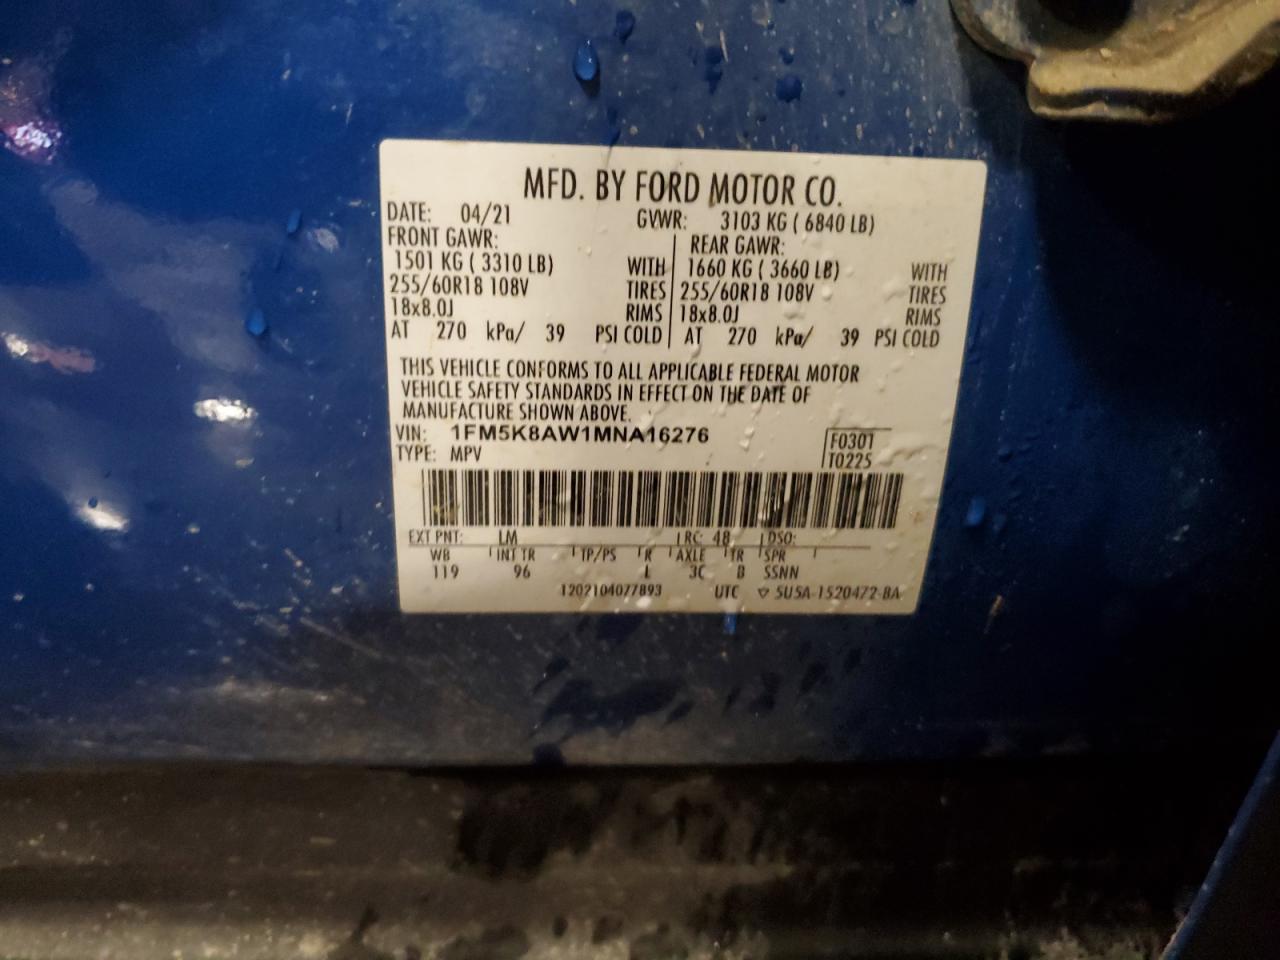 MFD. BY FORD MOTOR CO.
DATE: 04/21 GVWR: 3103 KG ( 6840 LB)
FRONT GAWR: REAR GAWR:
1501 KG ( 3310 LB) WITH 1660 KG ( 3660 LB) WITH
255/60R18 108V TIRES 255/60R18 108V TIRES
18x8.0J RIMS 18x8.0J RIMS
AT 270 kPa/ 39 PSI COLD AT 270 kPa/ 39 PSI COLD
THIS VEHICLE CONFORMS TO ALL APPLICABLE FEDERAL MOTOR
VEHICLE SAFETY STANDARDS IN EFFECT ON THE DATE OF
MANUFACTURE SHOWN ABOVE.
VIN: 1FM5K8AW1MNA16276 F0301
TYPE: MPV T0225
EXT PNT: LM RC: 48 DSO:
WB INT TR TP/PS R AXLE TR SPR
119 96 L 3C B SSNN
1202104077893 UTC ▽ 5U5A-1520472-BA